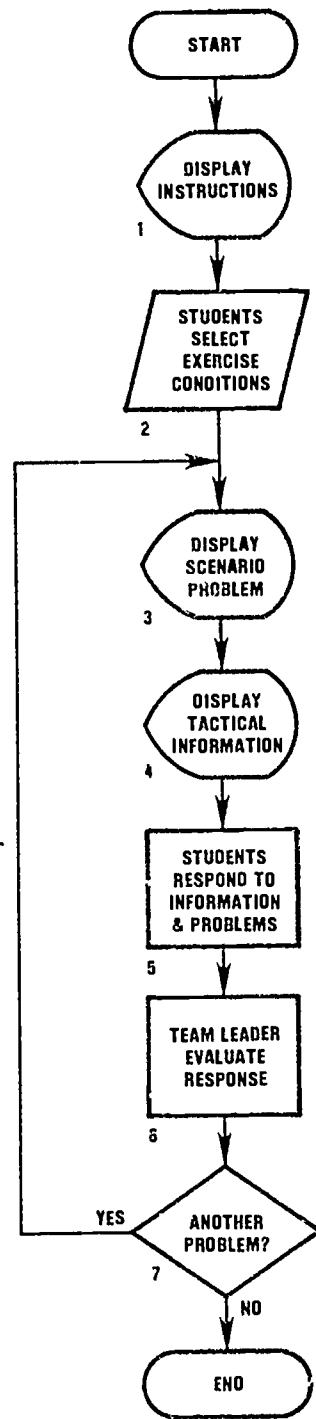 START
DISPLAY
INSTRUCTIONS
1
STUDENTS
SELECT
EXERCISE
CONDITIONS
2
DISPLAY
SCENARIO
PROBLEM
3
DISPLAY
TACTICAL
INFORMATION
4
STUDENTS
RESPOND TO
INFORMATION
& PROBLEMS
5
TEAM LEADER
EVALUATE
RESPONSE
6
YES
ANOTHER
PROBLEM?
7
NO
END